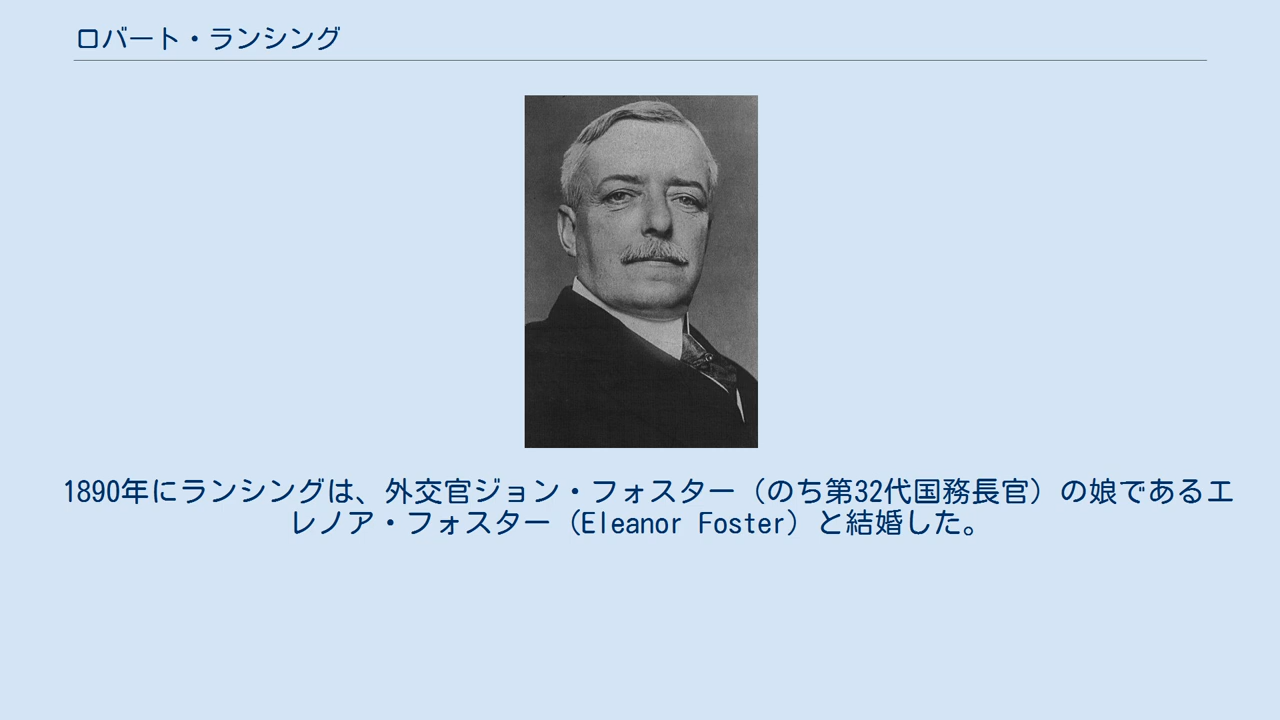 ロバート・ランシング
1890年にランシングは、外交官ジョン・フォスター（のち第32代国務長官）の娘であるエ
レノア・フォスター（Eleanor Foster）と結婚した。